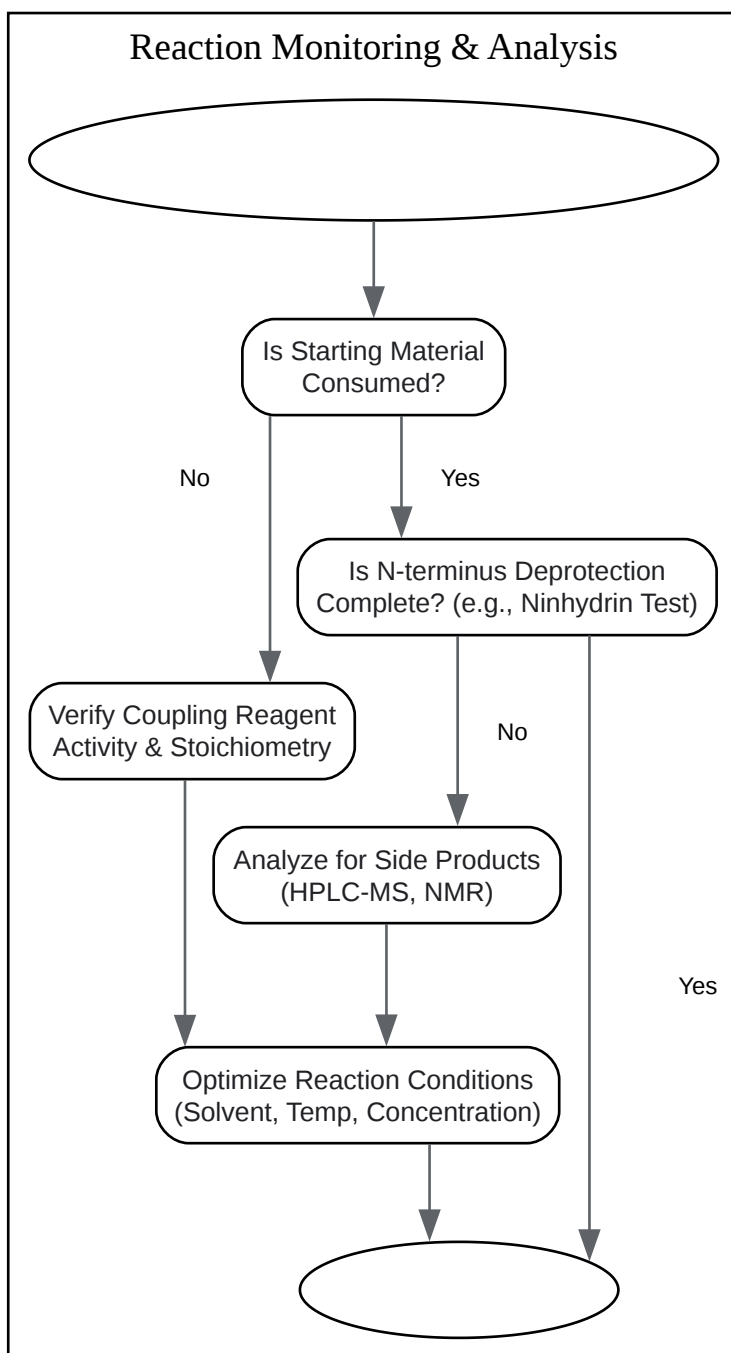 Reaction Monitoring & Analysis
Is Starting Material
Consumed?
No
Yes
Is N-terminus Deprotection
Complete? (e.g., Ninhydrin Test)
Verify Coupling Reagent
Activity & Stoichiometry
No
Analyze for Side Products
(HPLC-MS, NMR)
Yes
Optimize Reaction Conditions
(Solvent, Temp, Concentration)